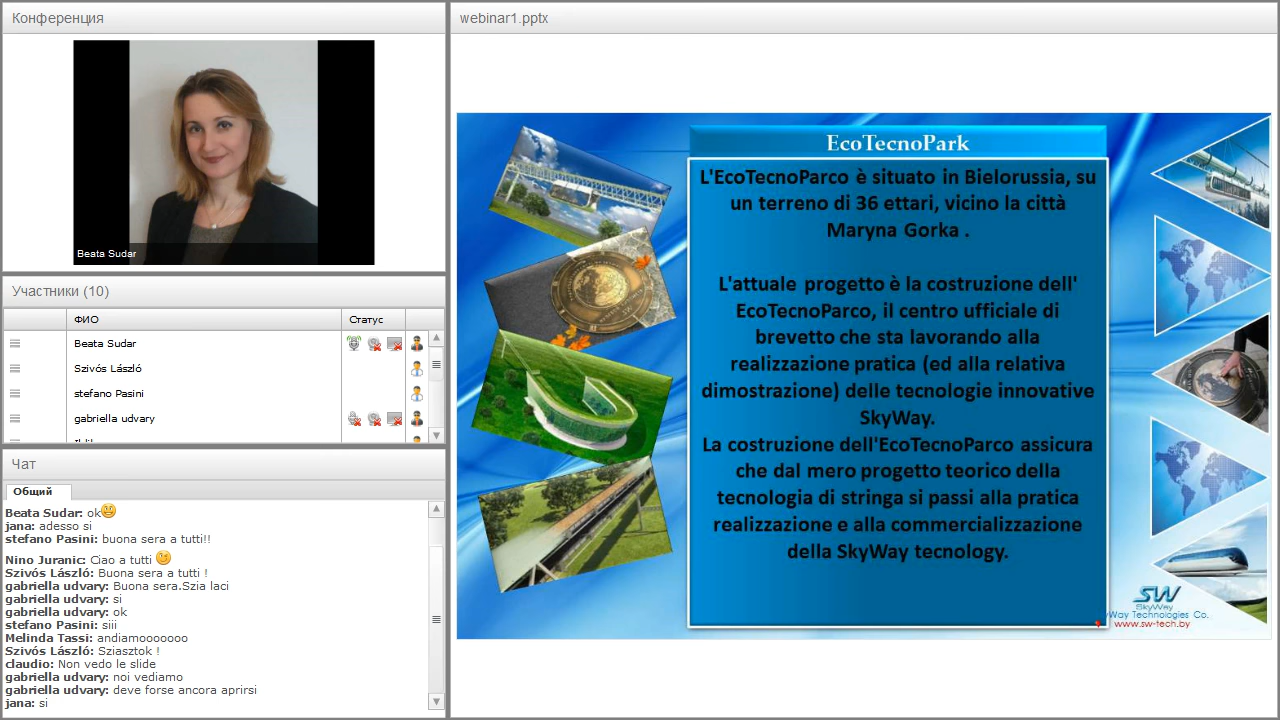 Конференция
Beata Sudar
Участники (10)
ФИО
Статус
Beata Sudar
Szivós László
stefano Pasini
gabriella udvary
Чат
Общий
Beata Sudar: ok
jana: adesso si
stefano Pasini: buona sera a tutti!!
Nino Juranic: Ciao a tutti
Szivós László: Buona sera a tutti !
gabriella udvary: Buona sera.Szia laci
gabriella udvary: si
gabriella udvary: ok
stefano Pasini: siii
Melinda Tassi: andiamooooooo
Szivós László: Sziasztok !
claudio: Non vedo le slide
gabriella udvary: noi vediamo
gabriella udvary: deve forse ancora aprirsi
jana: si
webinar1.pptx
EcoTecnoPark
L'EcoTecnoParco è situato in Bielorussia, su
un terreno di 36 ettari, vicino la città
Maryna Gorka .
L'attuale progetto è la costruzione dell'
EcoTecnoParco, il centro ufficiale di
brevetto che sta lavorando alla
realizzazione pratica (ed alla relativa
dimostrazione) delle tecnologie innovative
SkyWay.
La costruzione dell'EcoTecnoParco assicura
che dal mero progetto teorico della
tecnologia di stringa si passi alla pratica
realizzazione e alla commercializzazione
della SkyWay tecnology.
SW
SkyWay
yWay Technologies Co.
www.sw-tech.by